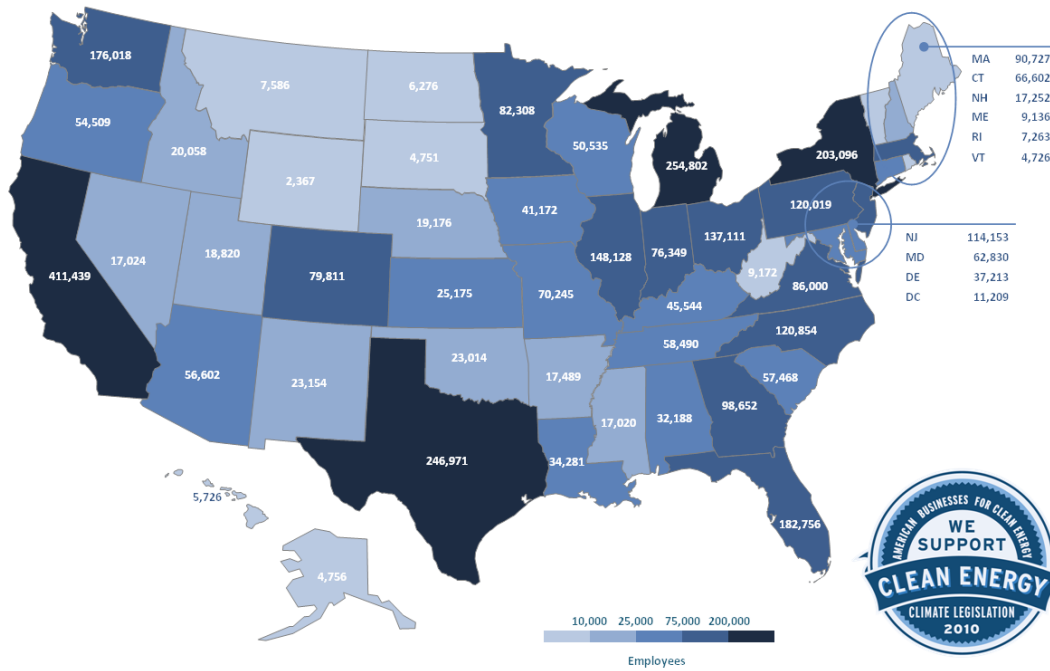 176,018
7,586
6,276
82,308
MA 90,727
CT 66,602
NH 17,252
ME 9,136
RI 7,263
VT 4,726
54,509
20,058
2,367
4,751
50,535
254,802
203,096
411,439
17,024
18,820
79,811
19,176
25,175
41,172
70,245
148,128
76,349
137,111
120,019
9,172
86,000
45,544
58,490
120,854
57,468
NJ 114,153
MD 62,830
DE 37,213
DC 11,209
56,602
23,154
23,014
17,489
246,971
34,281
17,020
32,188
98,652
182,756
5,726
4,756
10,000 25,000 75,000 200,000
Employees
AMERICAN BUSINESSES FOR CLEAN ENERGY
WE
SUPPORT
CLEAN ENERGY
CLIMATE LEGISLATION
2010